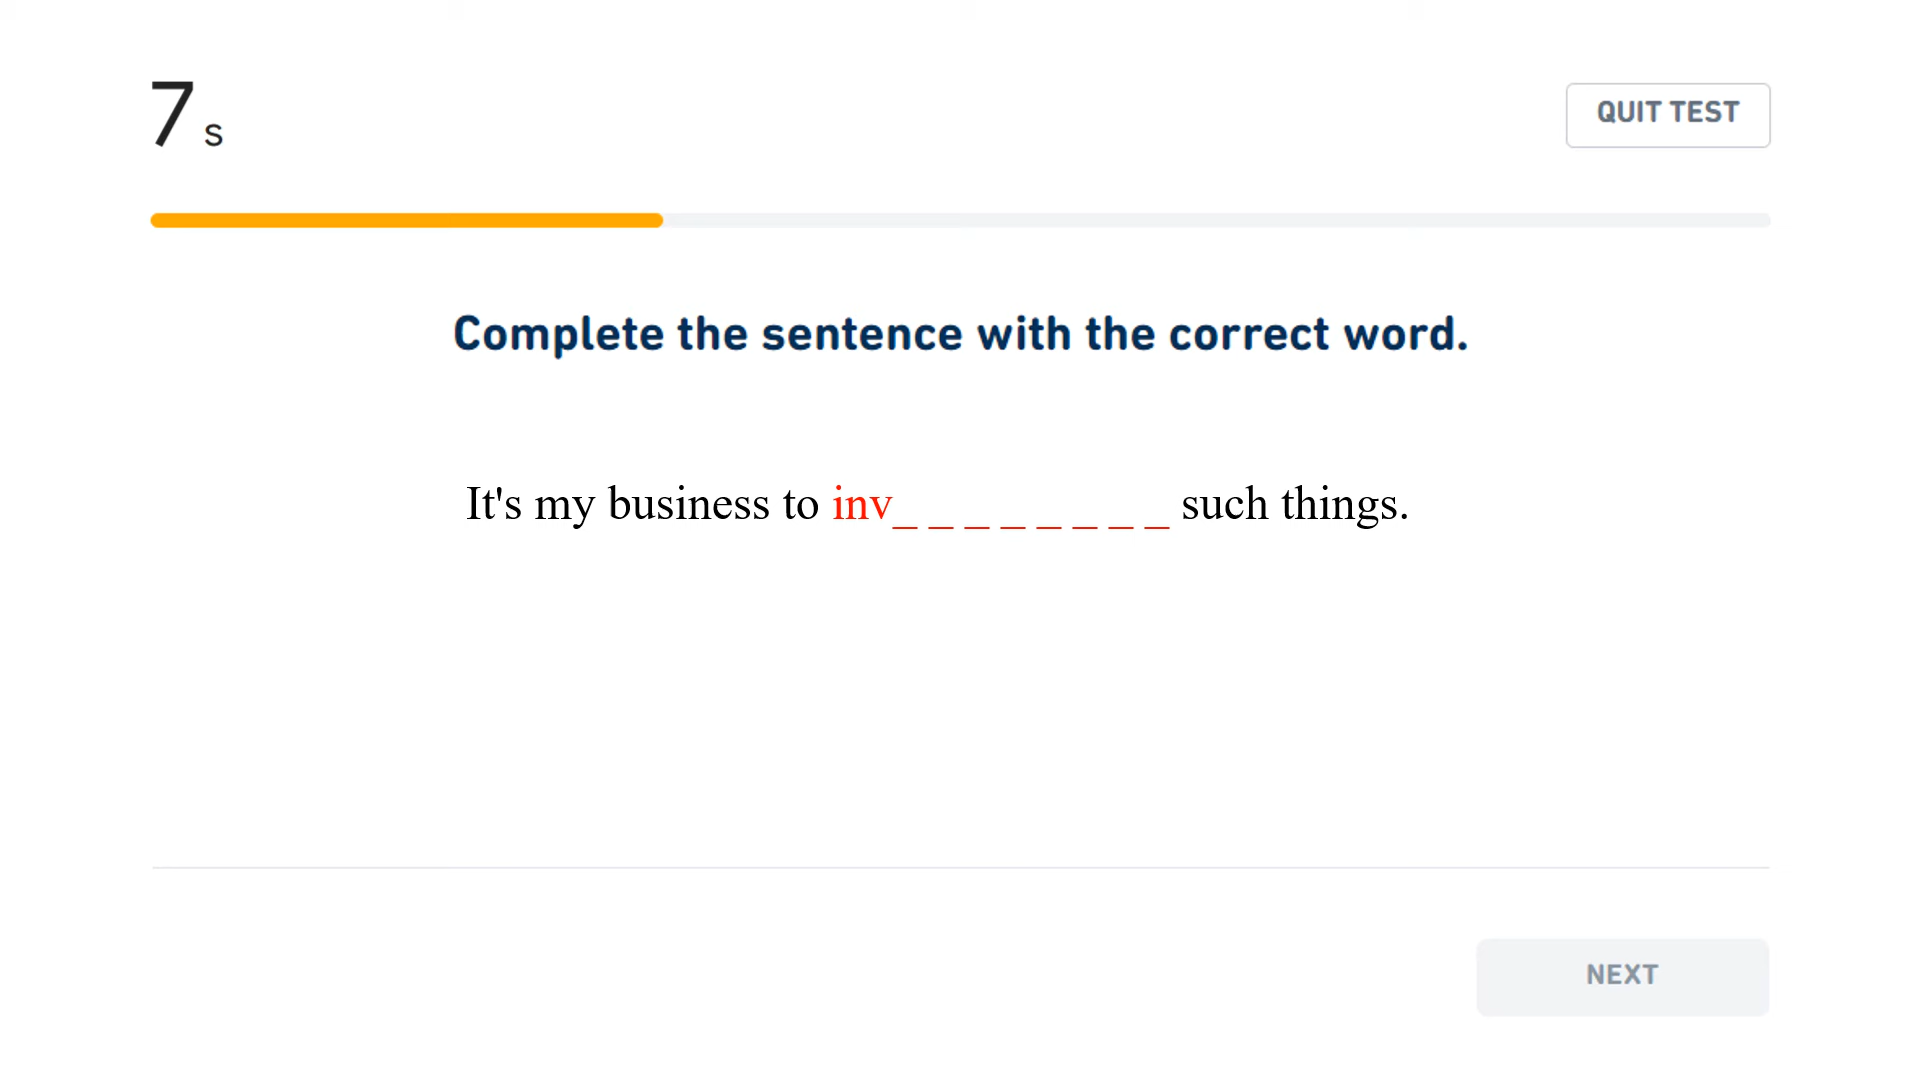 7 s
QUIT TEST
Complete the sentence with the correct word.
It's my business to inv_ _ _ _ _ _ _ _ such things.
NEXT